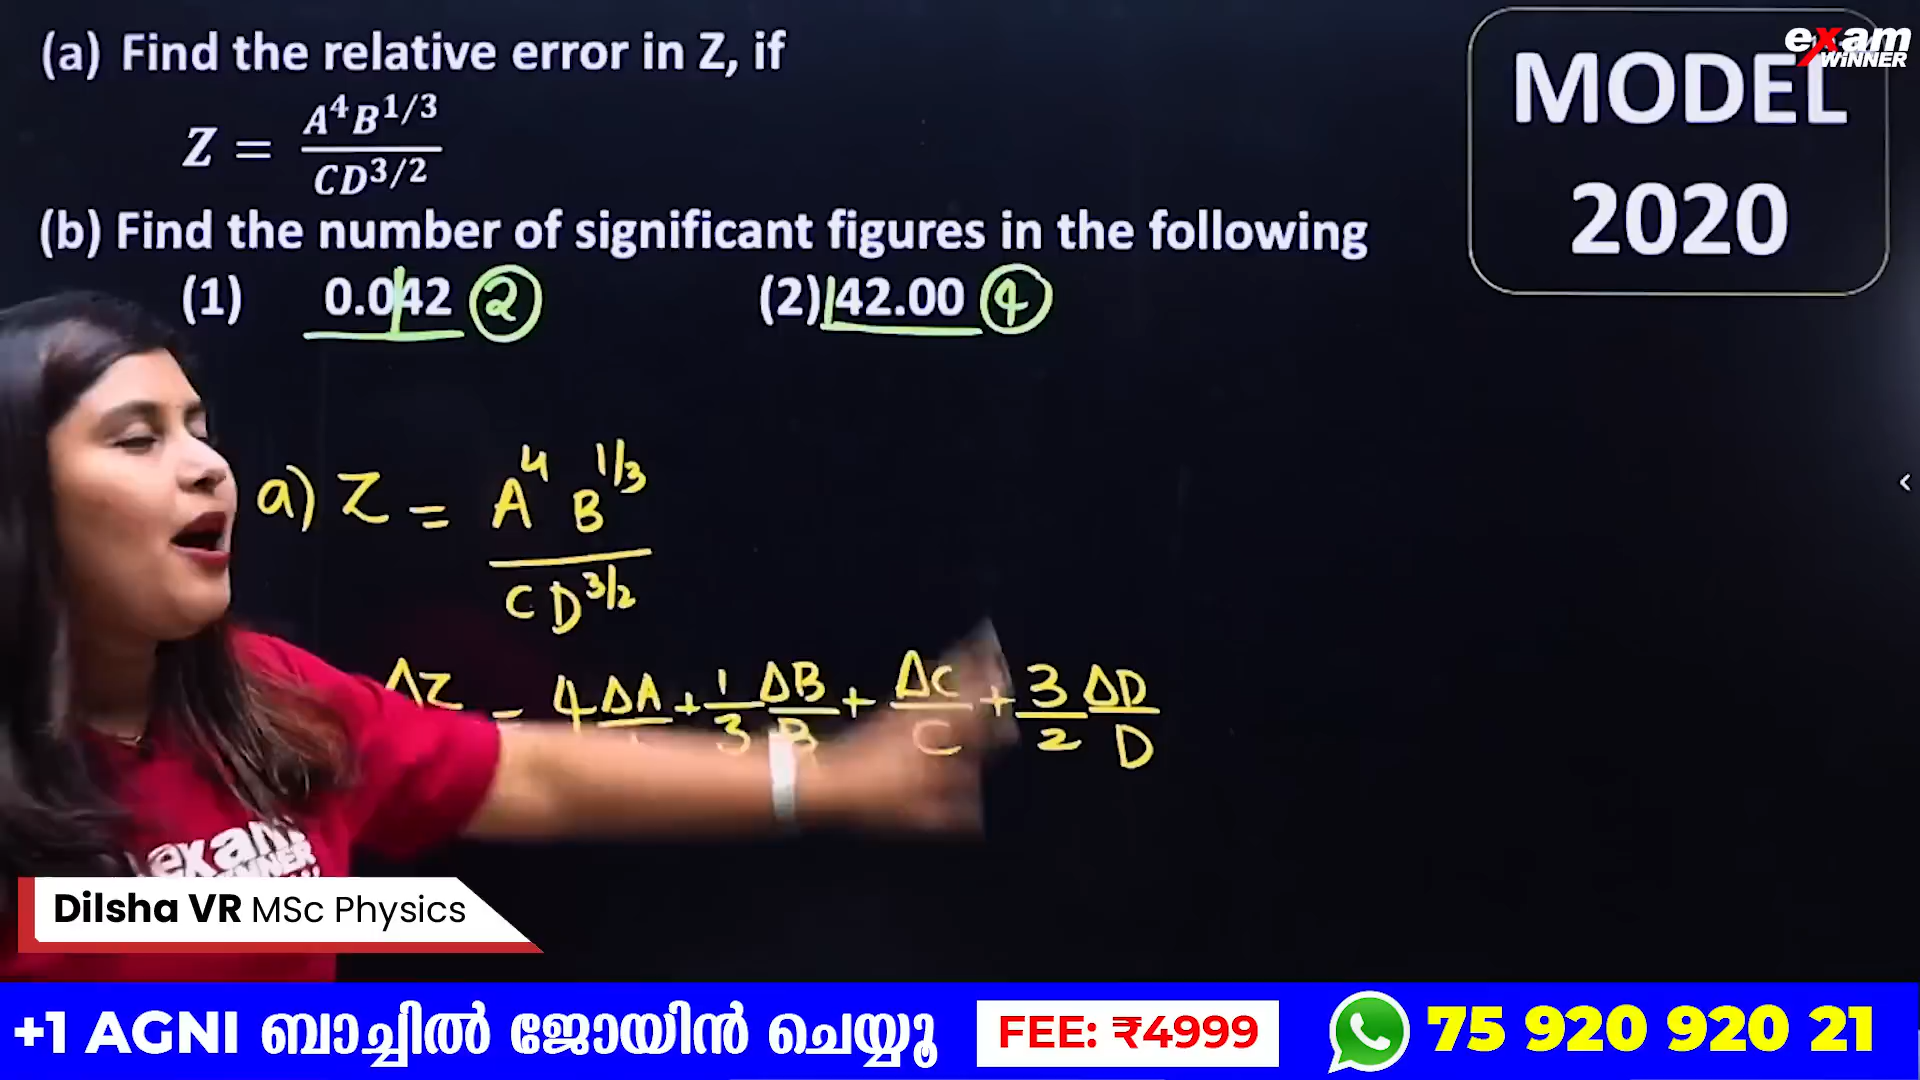 (a) Find the relative error in Z, if
exam
WiNNER
MODEL
2020
Z = A⁴B^{1/3} / CD^{3/2}
(b) Find the number of significant figures in the following
(1) 0.042 ② (2) 42.00 ④
a) Z = A⁴ B^{1/3} / C D^{3/2}
ΔZ = 4 ΔA + 1/3 ΔB/B + ΔC/C + 3/2 ΔD/D
exam
WINNER
Dilsha VR MSc Physics
+1 AGNI ബാച്ചിൽ ജോയിൻ ചെയ്യൂ
FEE: ₹4999
75 920 920 21